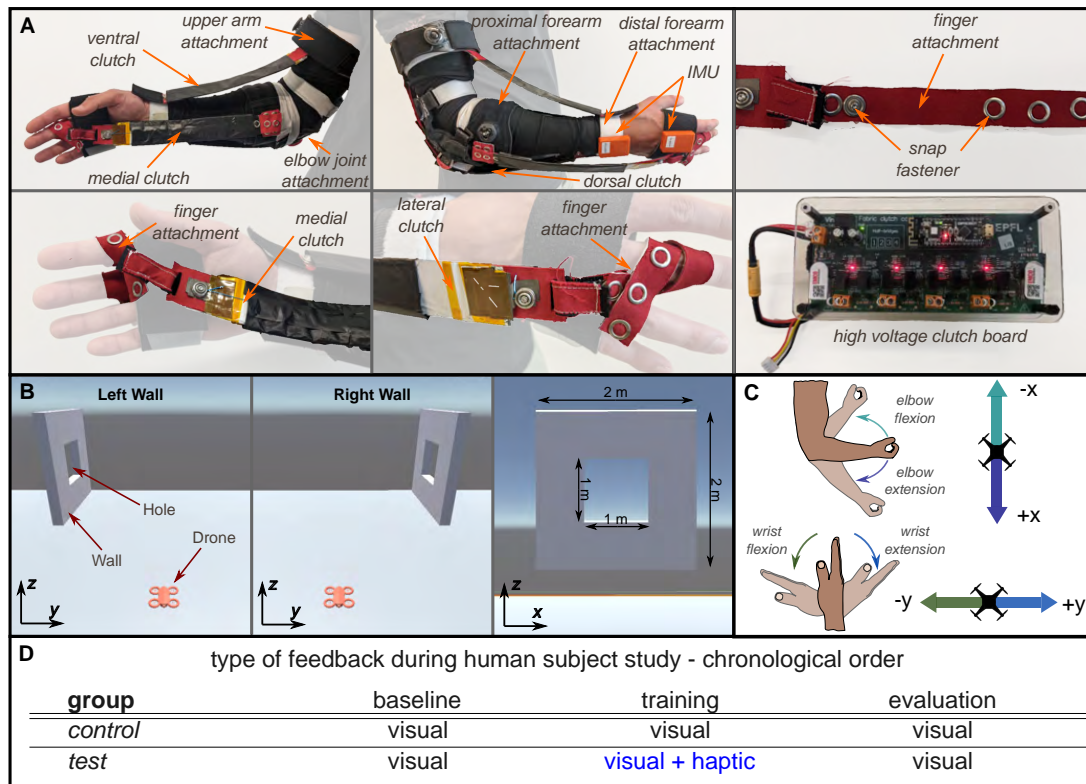 A
ventral
clutch
upper arm
attachment
medial clutch
elbow joint
attachment
proximal forearm
attachment
distal forearm
attachment
IMU
dorsal clutch
finger
attachment
snap
fastener
finger
attachment
medial
clutch
lateral
clutch
finger
attachment
Fabric clutch
EPFL
high voltage clutch board
B
Left Wall
Hole
Wall
Drone
z
y
Right Wall
z
y
2 m
2 m
1 m
1 m
z
x
C
elbow
flexion
elbow
extension
-x
+x
wrist
flexion
wrist
extension
-y
+y
D
type of feedback during human subject study - chronological order
group baseline training evaluation
control visual visual visual
test visual visual + haptic visual